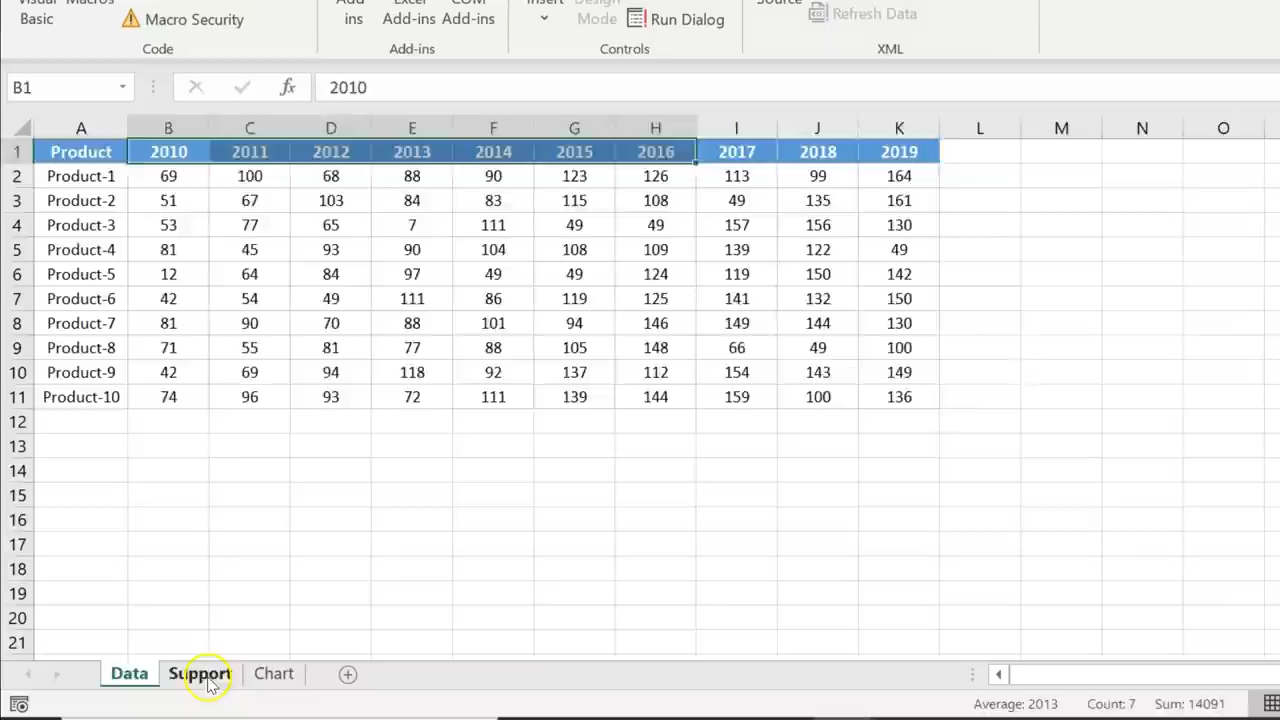 Visual Macros Add- Excel COM Insert Design Source
Basic Macro Security ins Add-ins Add-ins Mode Run Dialog Refresh Data
Code Add-ins Controls XML
B1 fx 2010
A B C D E F G H I J K L M N O
1 Product 2010 2011 2012 2013 2014 2015 2016 2017 2018 2019
2 Product-1 69 100 68 88 90 123 126 113 99 164
3 Product-2 51 67 103 84 83 115 108 49 135 161
4 Product-3 53 77 65 7 111 49 49 157 156 130
5 Product-4 81 45 93 90 104 108 109 139 122 49
6 Product-5 12 64 84 97 49 49 124 119 150 142
7 Product-6 42 54 49 111 86 119 125 141 132 150
8 Product-7 81 90 70 88 101 94 146 149 144 130
9 Product-8 71 55 81 77 88 105 148 66 49 100
10 Product-9 42 69 94 118 92 137 112 154 143 149
11 Product-10 74 96 93 72 111 139 144 159 100 136
12
13
14
15
16
17
18
19
20
21
Data Support Chart
Average: 2013 Count: 7 Sum: 14091